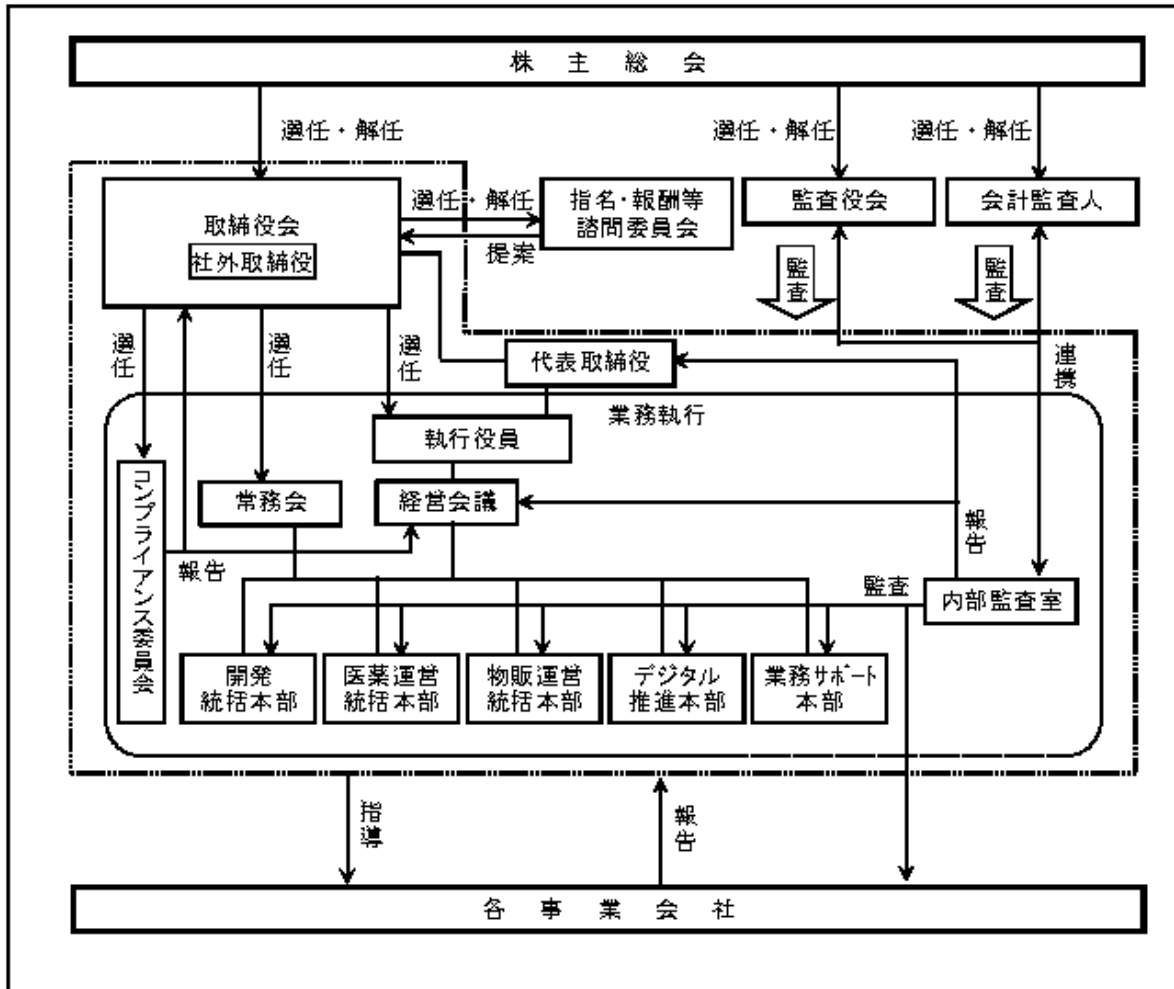 株主総会
選任・解任
選任・解任
選任・解任
取締役会
社外取締役
選任・解任
提案
指名・報酬等
諮問委員会
監査役会
会計監査人
監査
監査
選任
選任
選任
代表取締役
連携
業務執行
執行役員
コンプライアンス委員会
常務会
経営会議
報告
報告
監査
内部監査室
開発
統括本部
医薬運営
統括本部
物販運営
統括本部
デジタル
推進本部
業務サポート
本部
指導
報告
各事業会社